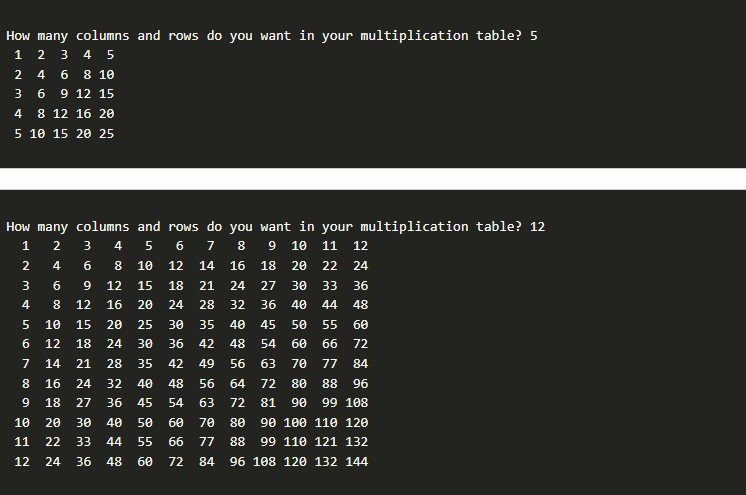 How many columns and rows do you want in your multiplication table? 5
 1  2  3  4  5
 2  4  6  8 10
 3  6  9 12 15
 4  8 12 16 20
 5 10 15 20 25
How many columns and rows do you want in your multiplication table? 12
  1   2   3   4   5   6   7   8   9  10  11  12
  2   4   6   8  10  12  14  16  18  20  22  24
  3   6   9  12  15  18  21  24  27  30  33  36
  4   8  12  16  20  24  28  32  36  40  44  48
  5  10  15  20  25  30  35  40  45  50  55  60
  6  12  18  24  30  36  42  48  54  60  66  72
  7  14  21  28  35  42  49  56  63  70  77  84
  8  16  24  32  40  48  56  64  72  80  88  96
  9  18  27  36  45  54  63  72  81  90  99 108
 10  20  30  40  50  60  70  80  90 100 110 120
 11  22  33  44  55  66  77  88  99 110 121 132
 12  24  36  48  60  72  84  96 108 120 132 144